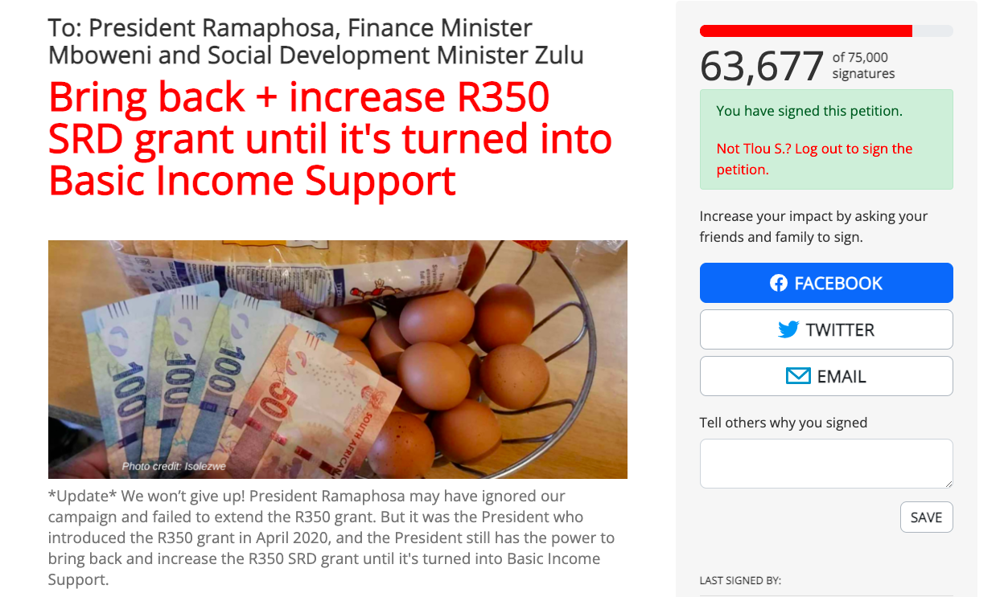 To: President Ramaphosa, Finance Minister
Mboweni and Social Development Minister Zulu
Bring back + increase R350
SRD grant until it's turned into
Basic Income Support
100
100
100
50
SOUTH AFRICAN
Photo credit: Isolezwe
*Update* We won’t give up! President Ramaphosa may have ignored our
campaign and failed to extend the R350 grant. But it was the President who
introduced the R350 grant in April 2020, and the President still has the power to
bring back and increase the R350 SRD grant until it's turned into Basic Income
Support.
63,677 of 75,000
signatures
You have signed this petition.
Not Tlou S.? Log out to sign the
petition.
Increase your impact by asking your
friends and family to sign.
FACEBOOK
TWITTER
EMAIL
Tell others why you signed
SAVE
LAST SIGNED BY: